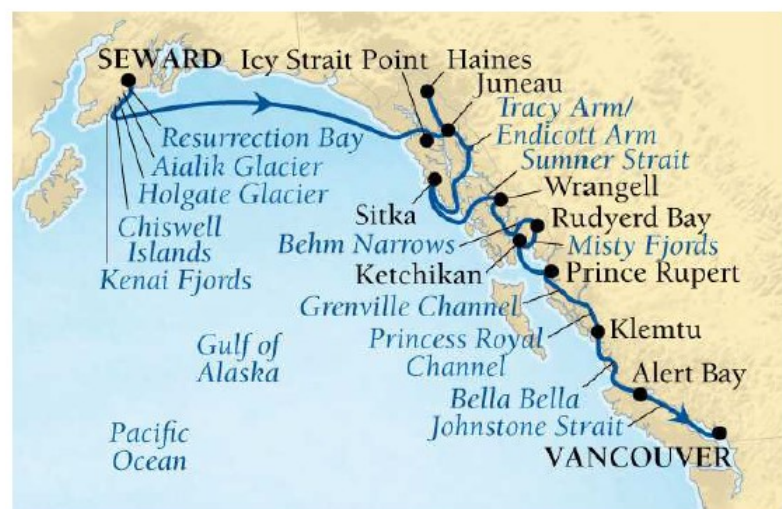 SEWARD
Icy Strait Point
Haines
Juneau
Tracy Arm/
Endicott Arm
Sumner Strait
Resurrection Bay
Aialik Glacier
Holgate Glacier
Chiswell
Islands
Kenai Fjords
Wrangell
Sitka
Rudyerd Bay
Behm Narrows
Misty Fjords
Ketchikan
Prince Rupert
Grenville Channel
Princess Royal
Channel
Klemtu
Gulf of
Alaska
Alert Bay
Bella Bella
Johnstone Strait
Pacific
Ocean
VANCOUVER